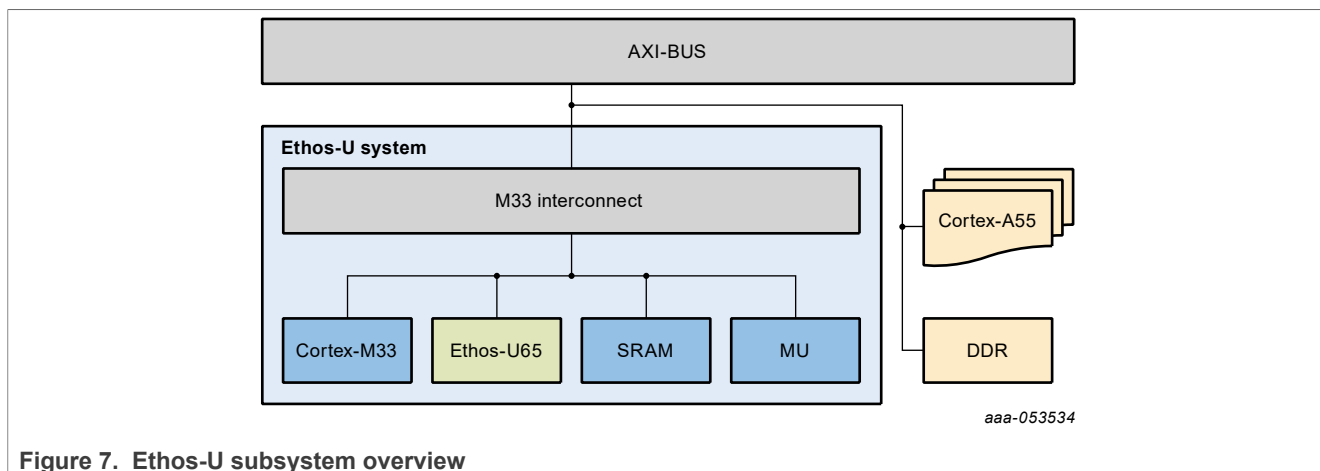 AXI-BUS
Ethos-U system
M33 interconnect
Cortex-A55
Cortex-M33
Ethos-U65
SRAM
MU
DDR
aaa-053534
Figure 7. Ethos-U subsystem overview